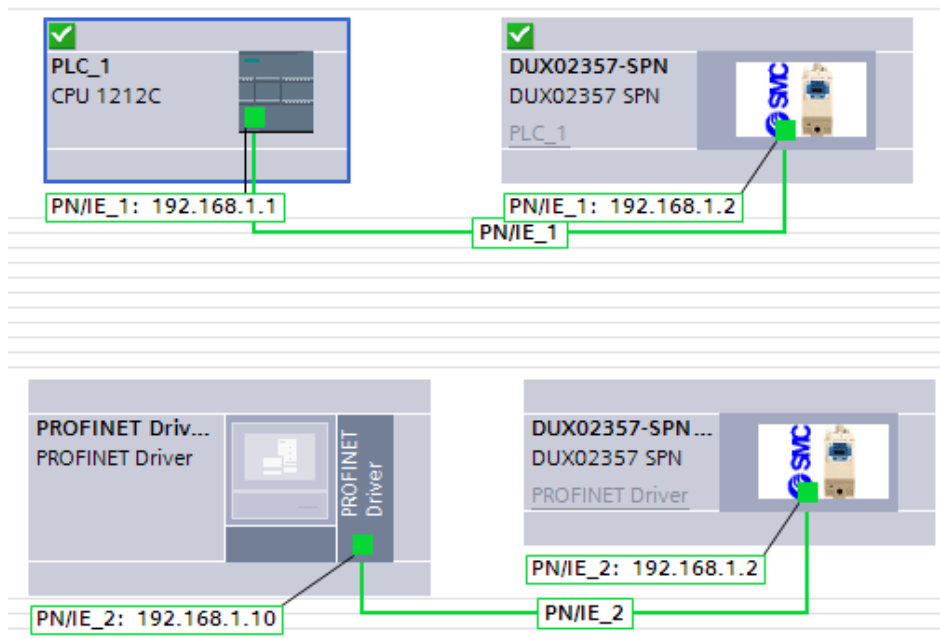 PLC_1
CPU 1212C
DUX02357-SPN
DUX02357 SPN
PLC_1
SMC
PN/IE_1: 192.168.1.1
PN/IE_1: 192.168.1.2
PN/IE_1
PROFINET Driv...
PROFINET Driver
PROFINET
Driver
DUX02357-SPN...
DUX02357 SPN
PROFINET Driver
SMC
PN/IE_2: 192.168.1.2
PN/IE_2: 192.168.1.10
PN/IE_2